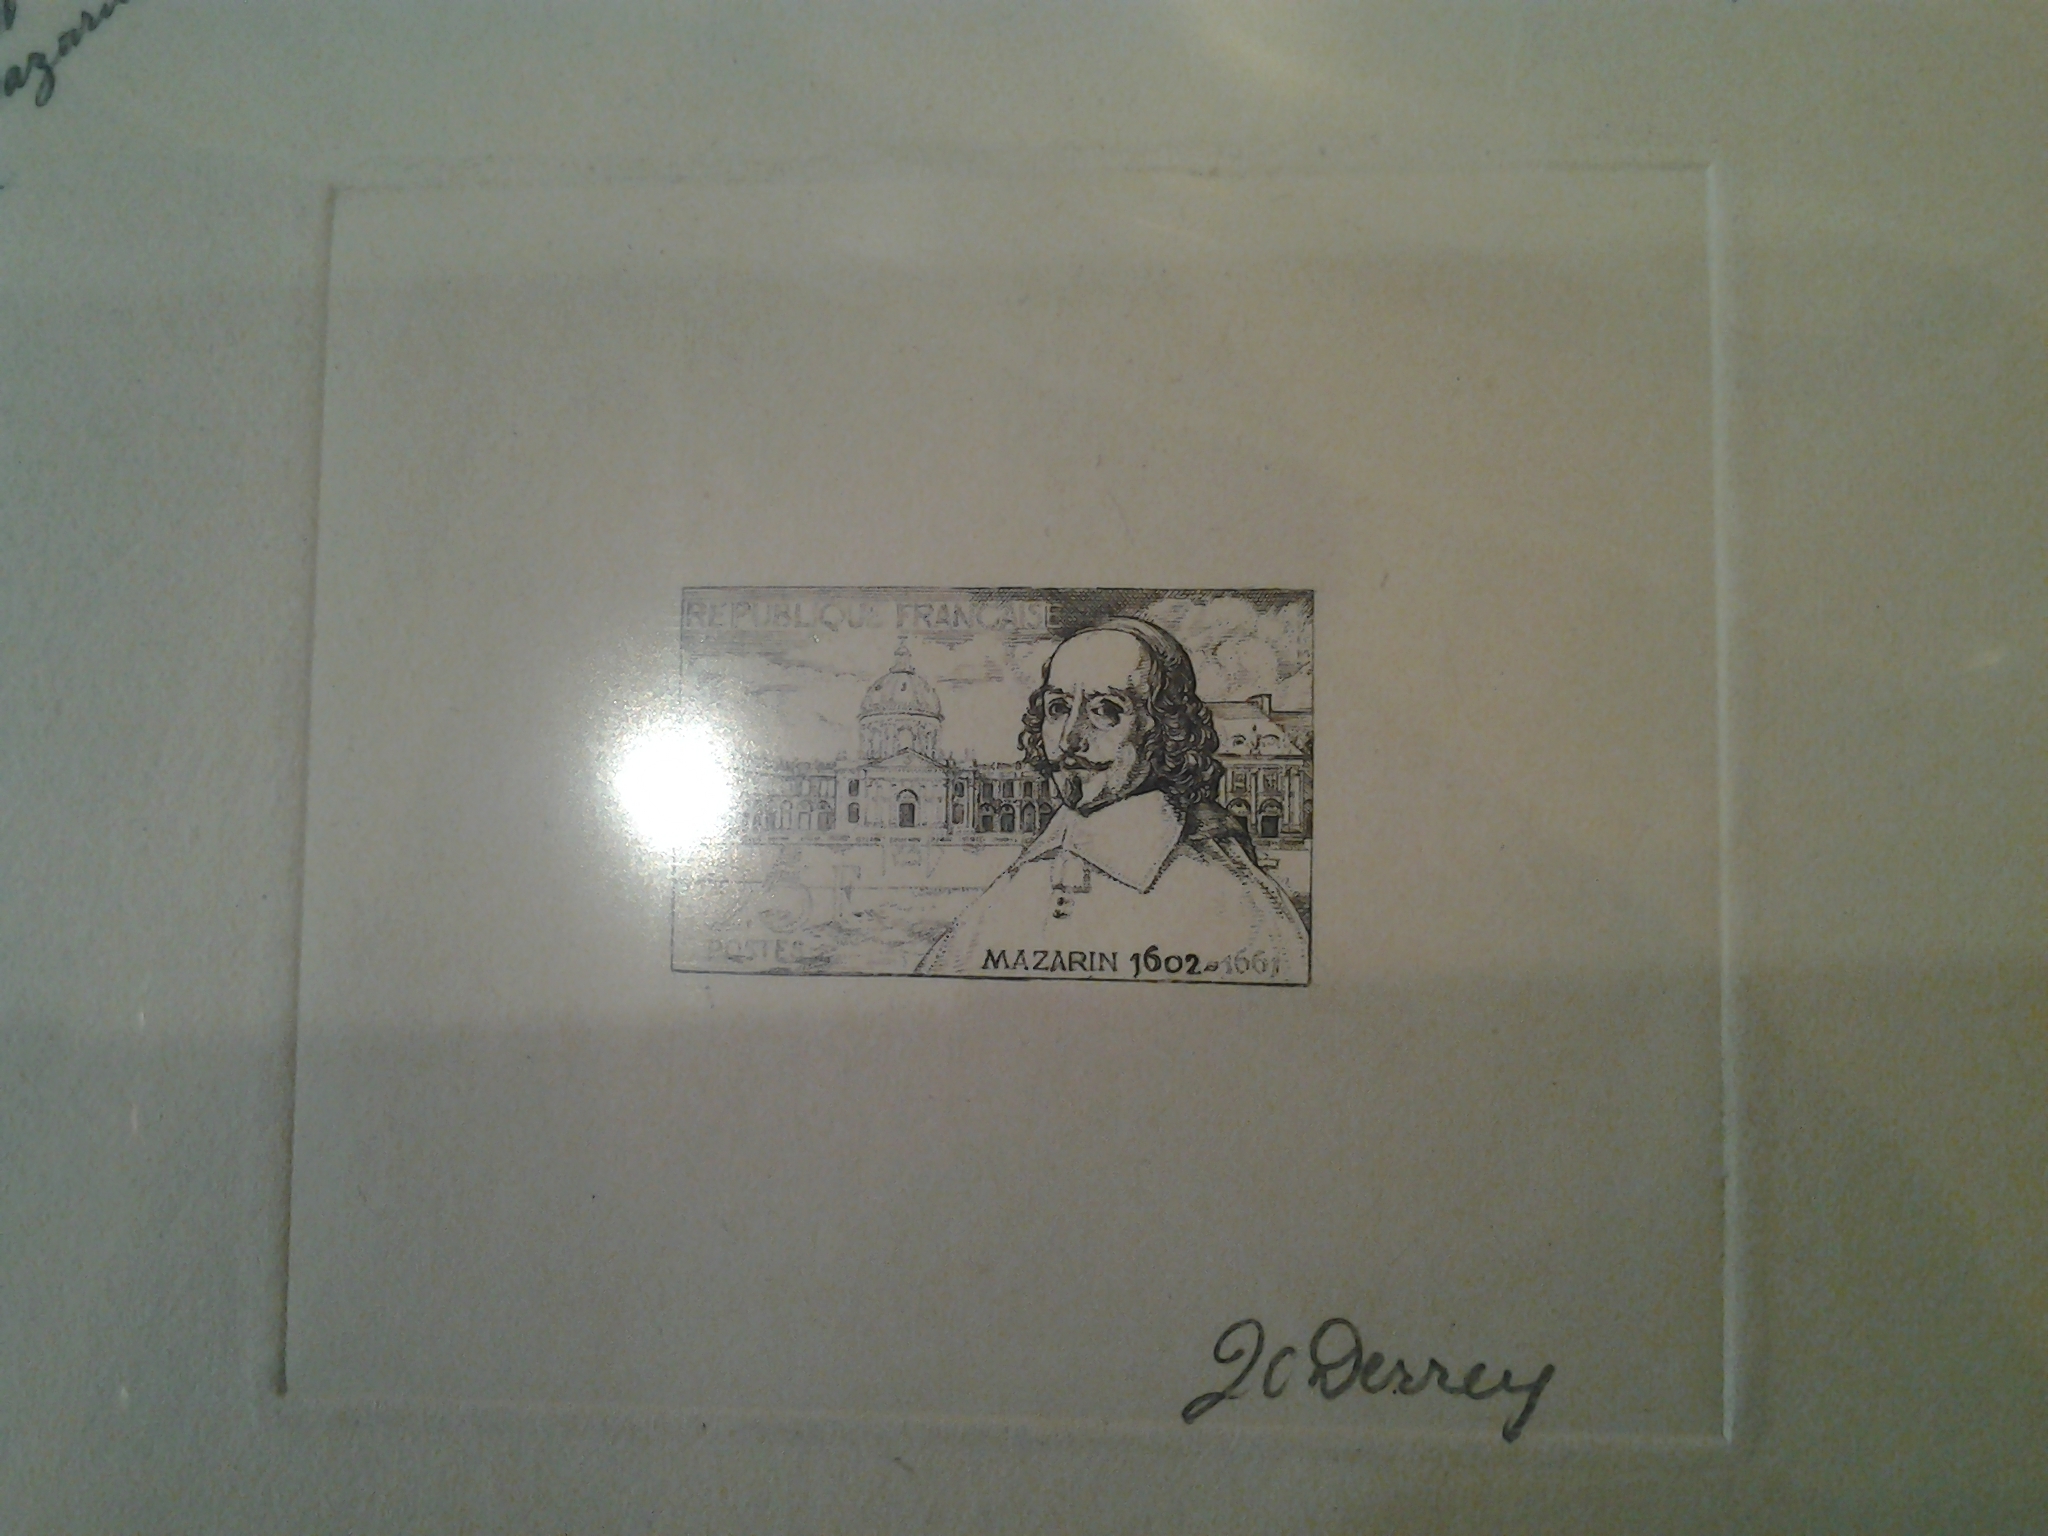 REPUBLIQUE FRANÇAISE
POSTES
MAZARIN 1602-1661
JC Derrey